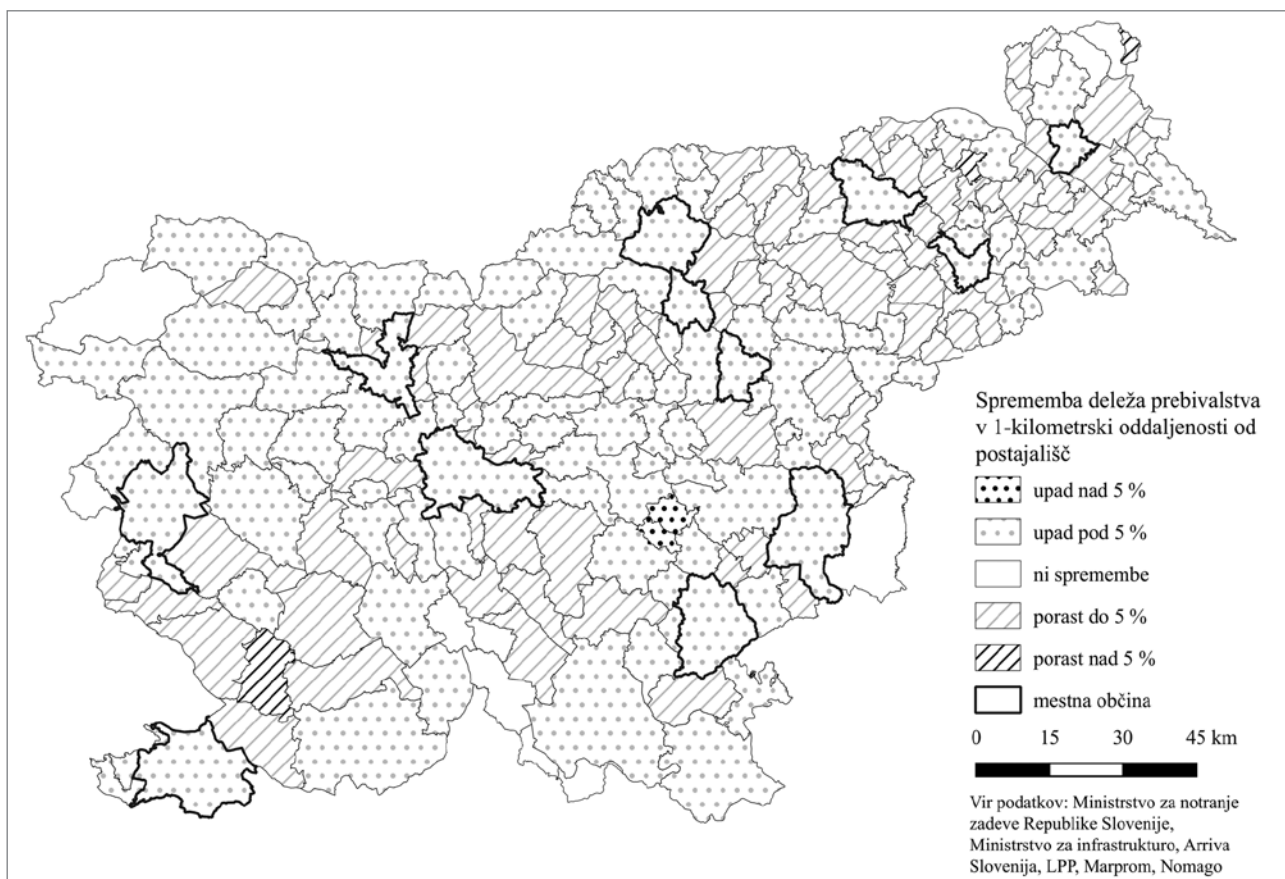 Sprememba deleža prebivalstva
v 1-kilometrski oddaljenosti od
postajališč
upad nad 5 %
upad pod 5 %
ni spremembe
porast do 5 %
porast nad 5 %
mestna občina
0 15 30 45 km
Vir podatkov: Ministrstvo za notranje
zadeve Republike Slovenije,
Ministrstvo za infrastrukturo, Arriva
Slovenija, LPP, Marprom, Nomago